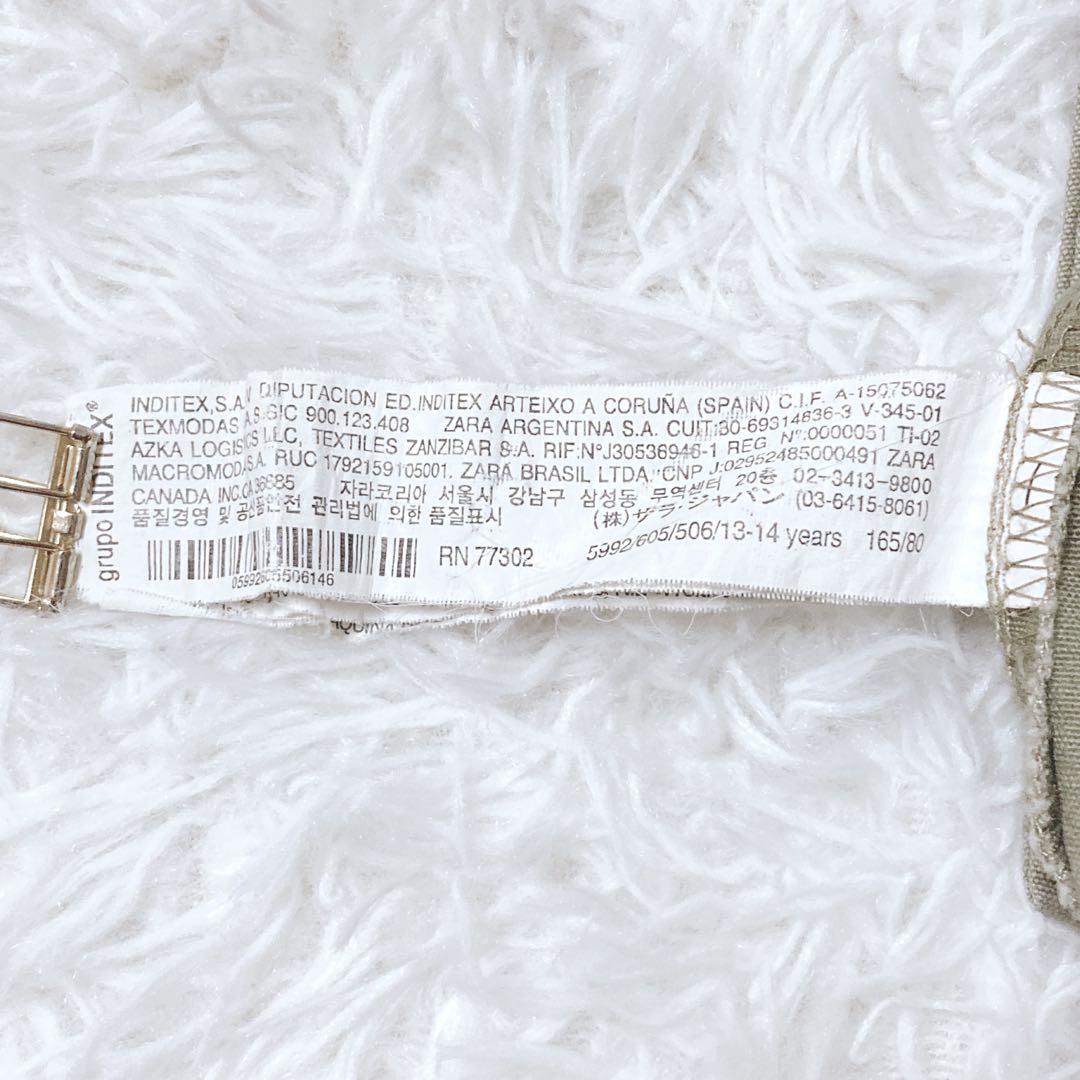 grupo INDITEX®
INDITEX,S.A. DIPUTACION ED.INDITEX ARTEIXO A CORUÑA (SPAIN) C.I.F. A-15075062
TEXMODAS SIC 900.123.408 ZARA ARGENTINA S.A. CUIT:30-69314836-3 V-345-01
AZKA LOGISTICS LLC, TEXTILES ZANZIBAR S.A. RIF:N°J30536946-1 REG N°:0000051 TI-02
MACROMODA RUC 1792159105001. ZARA BRASIL LTDA. CNP J:02952485000491 ZARA
CANADA INC. 자라코리아 서울시 강남구 삼성동 무역센터 20층 02-3413-9800
품질경영 및 공산품안전 관리법에 의한 품질표시 (株)ザラ・ジャパン (03-6415-8061)
RN 77302 5992/605/506/13-14 years 165/80
05992605506146